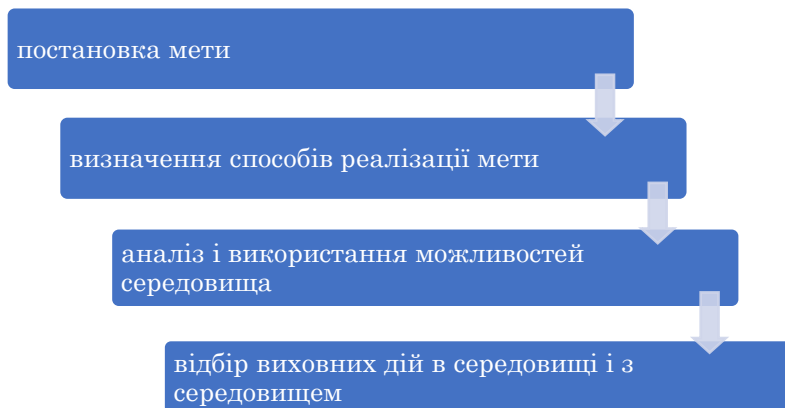 постановка мети
визначення способів реалізації мети
аналіз і використання можливостей
середовища
відбір виховних дій в середовищі і з
середовищем